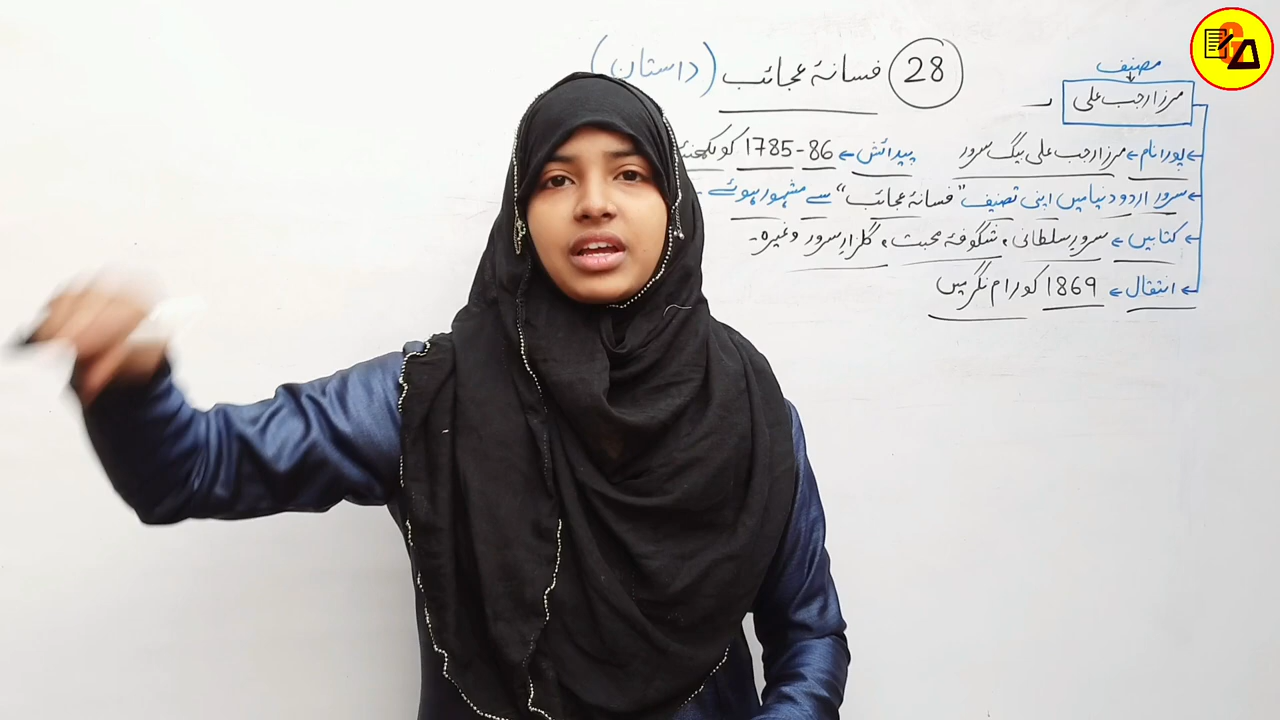 28 فسانۂ عجائب (داستان)
مصنف
مرزا رجب علی
پورا نام ← مرزا رجب علی بیگ سرور پیدائش ← 86-1785 کو لکھنؤ
سرور اردو دنیا میں اپنی تصنیف "فسانۂ عجائب" سے مشہور ہوئے -
کتابیں ← سرورِ سلطانی، شگوفۂ محبت، گلزارِ سرور وغیرہ۔
انتقال ← 1869 کو رام نگر میں